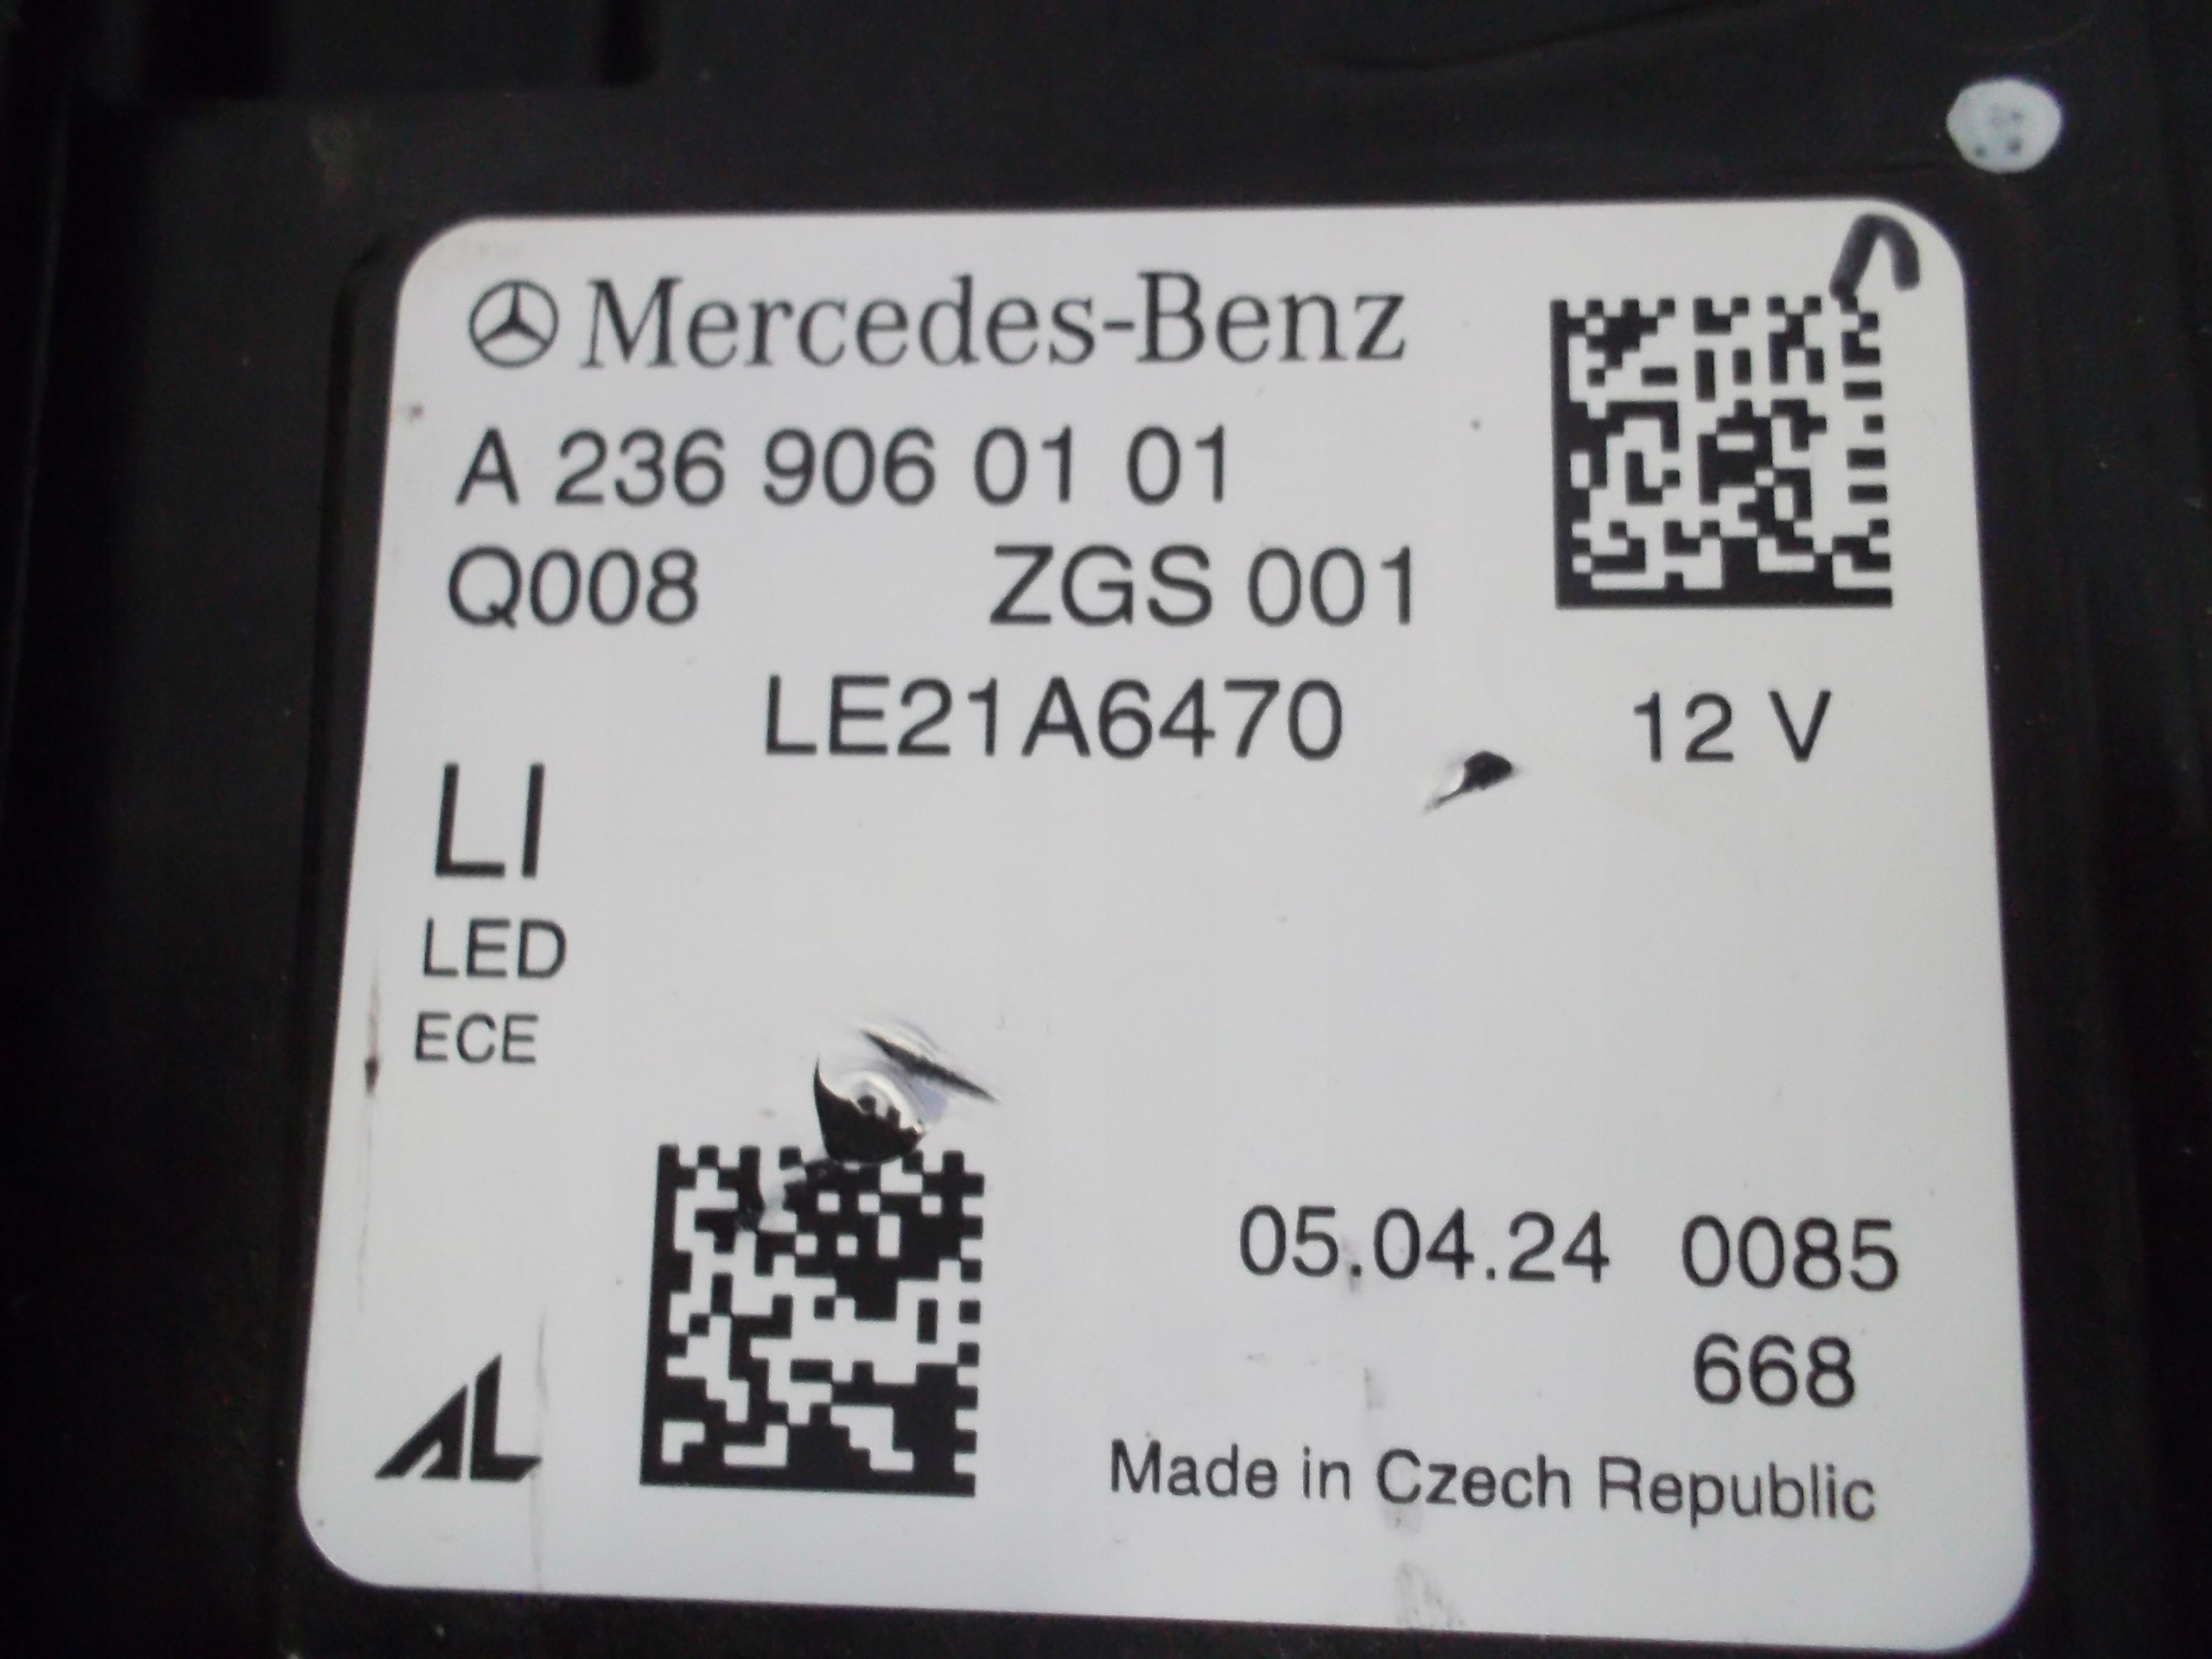 Mercedes-Benz
A 236 906 01 01
Q008 ZGS 001
LE21A6470 12 V
LI
LED
ECE
05.04.24 0085
668
AL
Made in Czech Republic